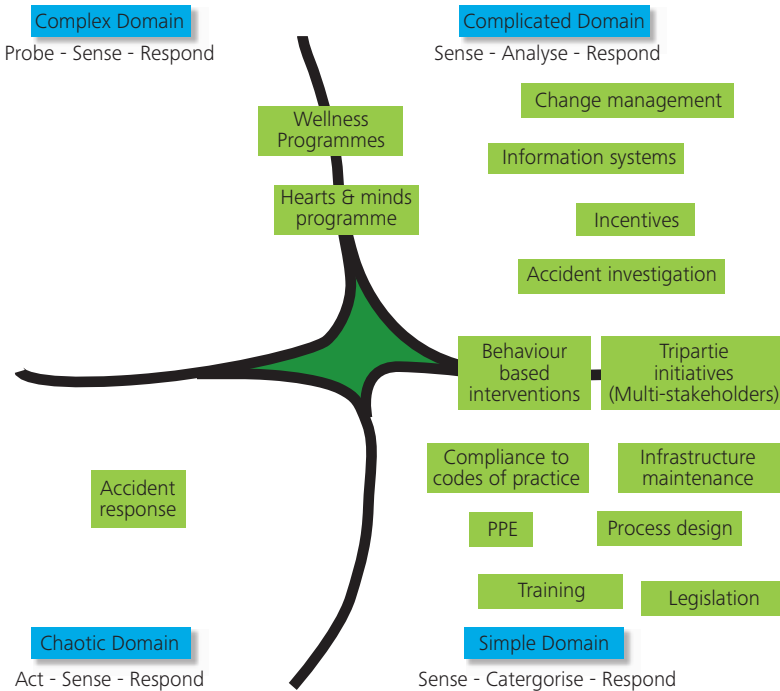 Complex Domain
Probe - Sense - Respond
Complicated Domain
Sense - Analyse - Respond
Wellness
Programmes
Hearts & minds
programme
Change management
Information systems
Incentives
Accident investigation
Behaviour
based
interventions
Tripartie
initiatives
(Multi-stakeholders)
Compliance to
codes of practice
Infrastructure
maintenance
PPE
Process design
Training
Legislation
Accident
response
Chaotic Domain
Act - Sense - Respond
Simple Domain
Sense - Catergorise - Respond